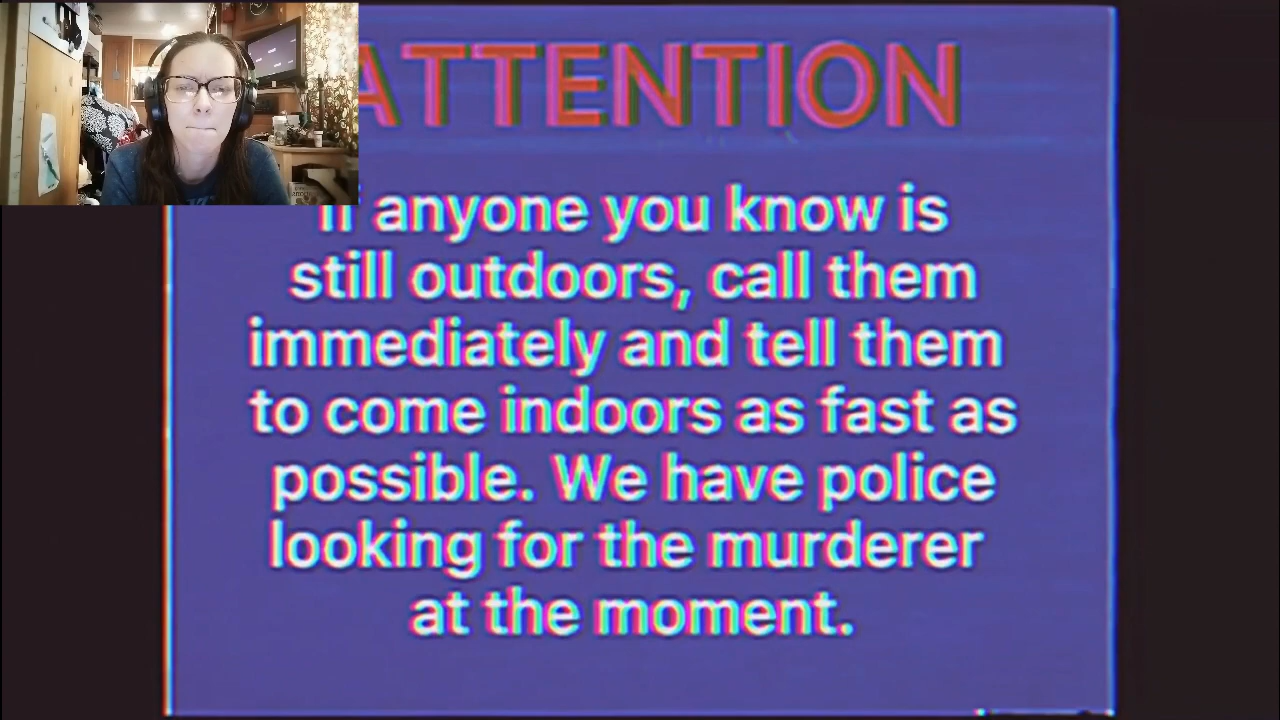 ATTENTION
If anyone you know is
still outdoors, call them
immediately and tell them
to come indoors as fast as
possible. We have police
looking for the murderer
at the moment.